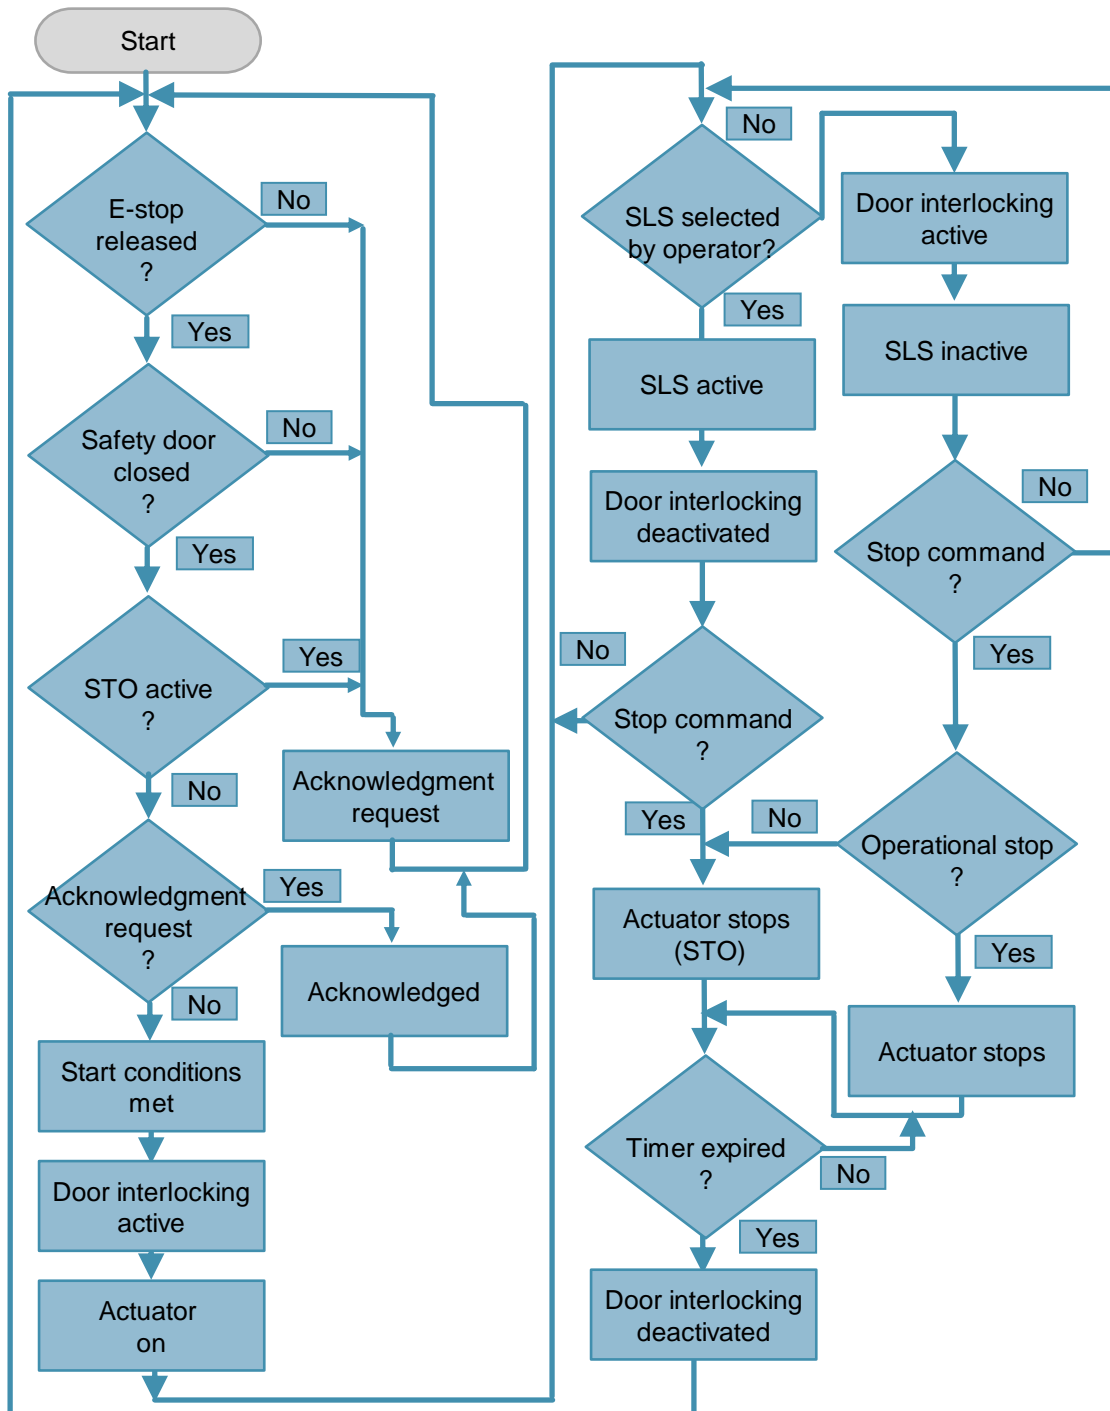 Start
E-stop
released
?
No
Yes
Safety door
closed
?
No
Yes
STO active
?
Yes
No
Acknowledgment
request
Acknowledgment
request
?
Yes
Acknowledged
No
Start conditions
met
Door interlocking
active
Actuator
on
SLS selected
by operator?
No
Yes
Door interlocking
active
SLS inactive
SLS active
Door interlocking
deactivated
Stop command
?
No
Yes
Stop command
?
No
Yes
Operational stop
?
No
Yes
Actuator stops
(STO)
Actuator stops
Timer expired
?
No
Yes
Door interlocking
deactivated